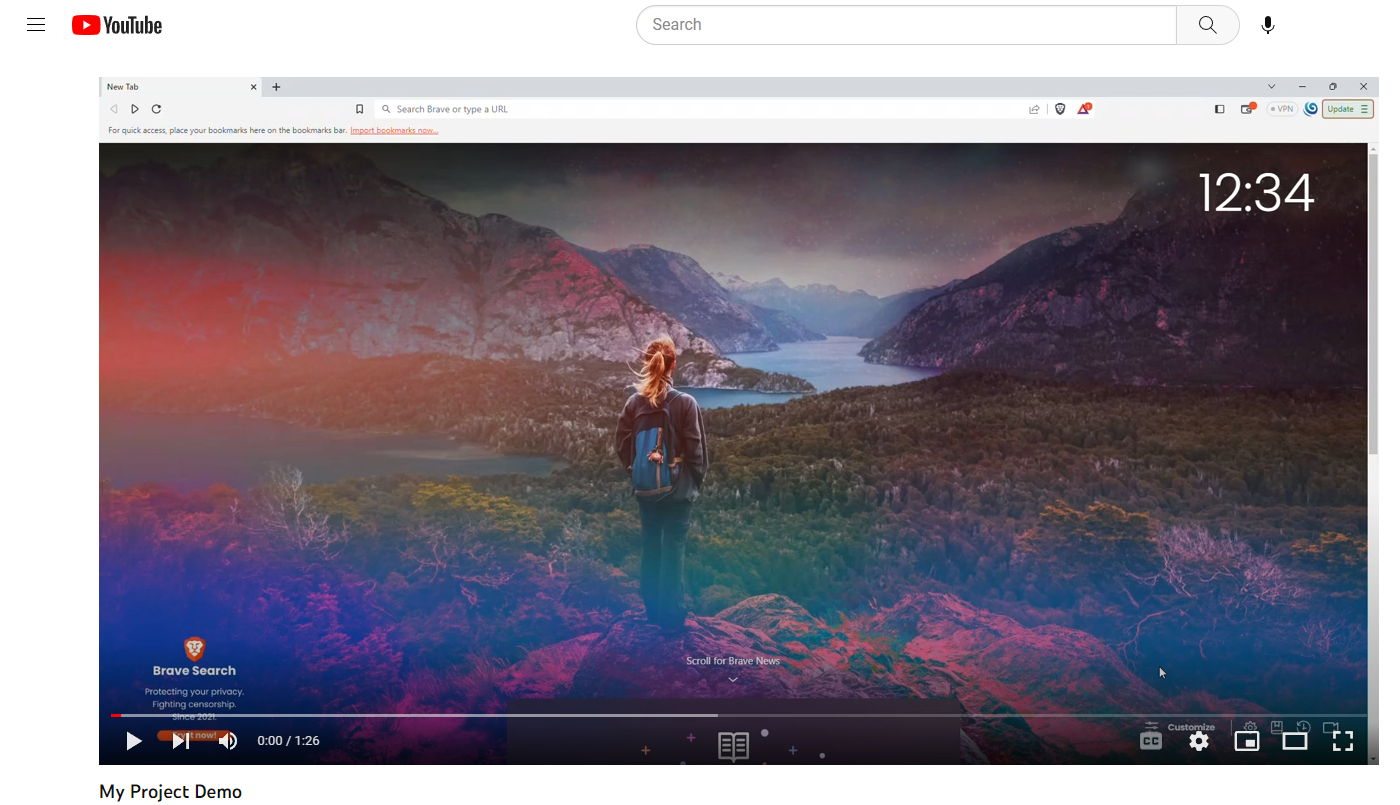 YouTube
Search
New Tab
Search Brave or type a URL
VPN
Update
For quick access, place your bookmarks here on the bookmarks bar. Import bookmarks now...
12:34
Scroll for Brave News
Brave Search
Protecting your privacy.
Fighting censorship.
Since 2021.
now!
Customize
0:00 / 1:26
CC
My Project Demo